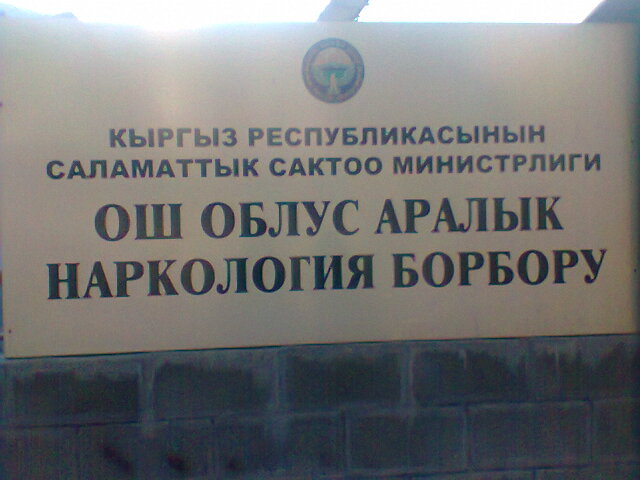 КЫРГЫЗ РЕСПУБЛИКАСЫНЫН
САЛАМАТТЫК САКТОО МИНИСТРЛИГИ
ОШ ОБЛУС АРАЛЫК
НАРКОЛОГИЯ БОРБОРУ